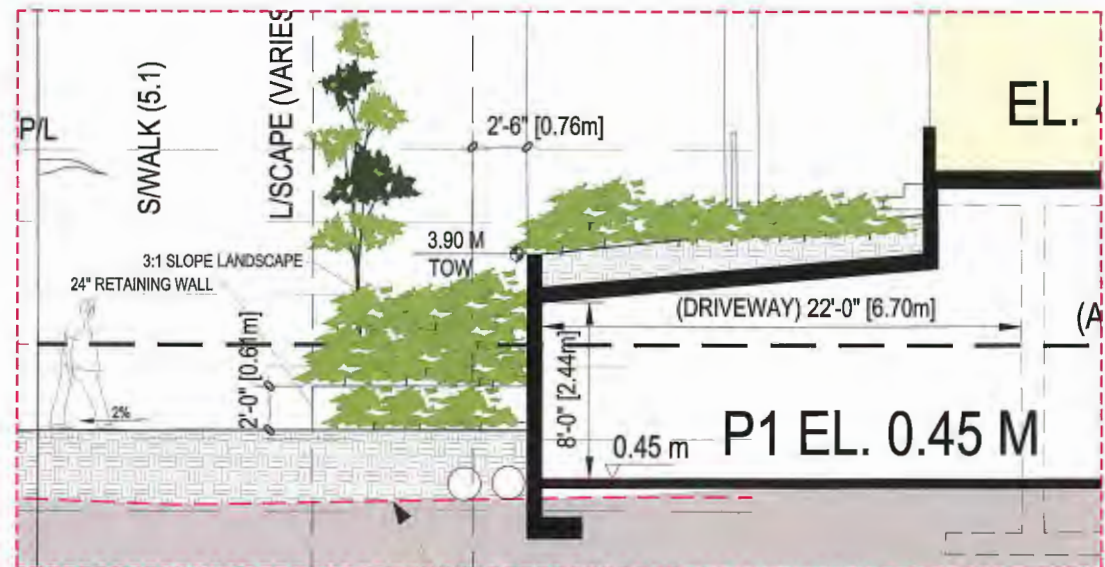 P/L
S/WALK (5.1)
L/SCAPE (VARIES
2'-6" [0.76m]
EL.
3.90 M
TOW
3:1 SLOPE LANDSCAPE
24" RETAINING WALL
(DRIVEWAY) 22'-0" [6.70m]
(A
2'-0" [0.61m]
8'-0" [2.44m]
2%
0.45 m
P1 EL. 0.45 M